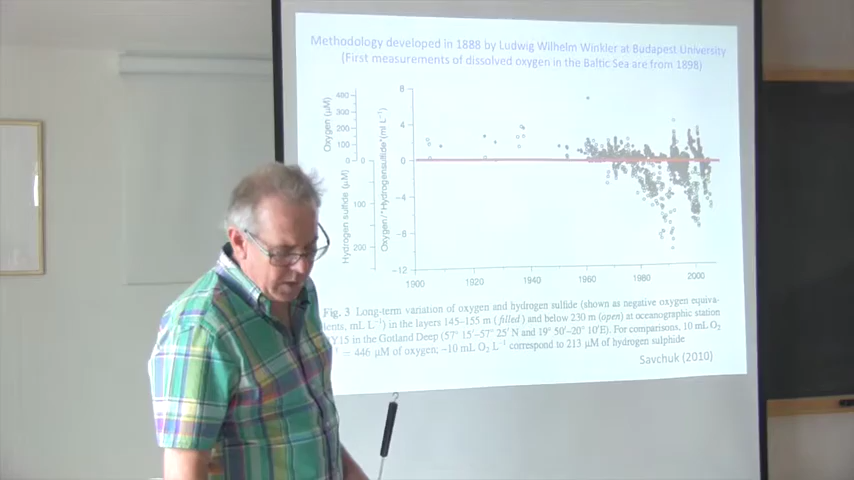 Methodology developed in 1888 by Ludwig Wilhelm Winkler at Budapest University
(First measurements of dissolved oxygen in the Baltic Sea are from 1898)
Oxygen (µM)
400
300
200
100
0
Hydrogen sulfide (µM)
0
100
200
Oxygen/"Hydrogensulfide"(ml L⁻¹)
8
4
0
−4
−12
1900
1920
1940
1960
1980
2000
Fig. 3 Long-term variation of oxygen and hydrogen sulfide (shown as negative oxygen equiva-
lents, mL L⁻¹) in the layers 145–155 m (filled) and below 230 m (open) at oceanographic station
Y15 in the Gotland Deep (57° 15′–57° 25′ N and 19° 50′–20° 10′E). For comparisons, 10 mL O₂
= 446 µM of oxygen; −10 mL O₂ L⁻¹ correspond to 213 µM of hydrogen sulphide
Savchuk (2010)